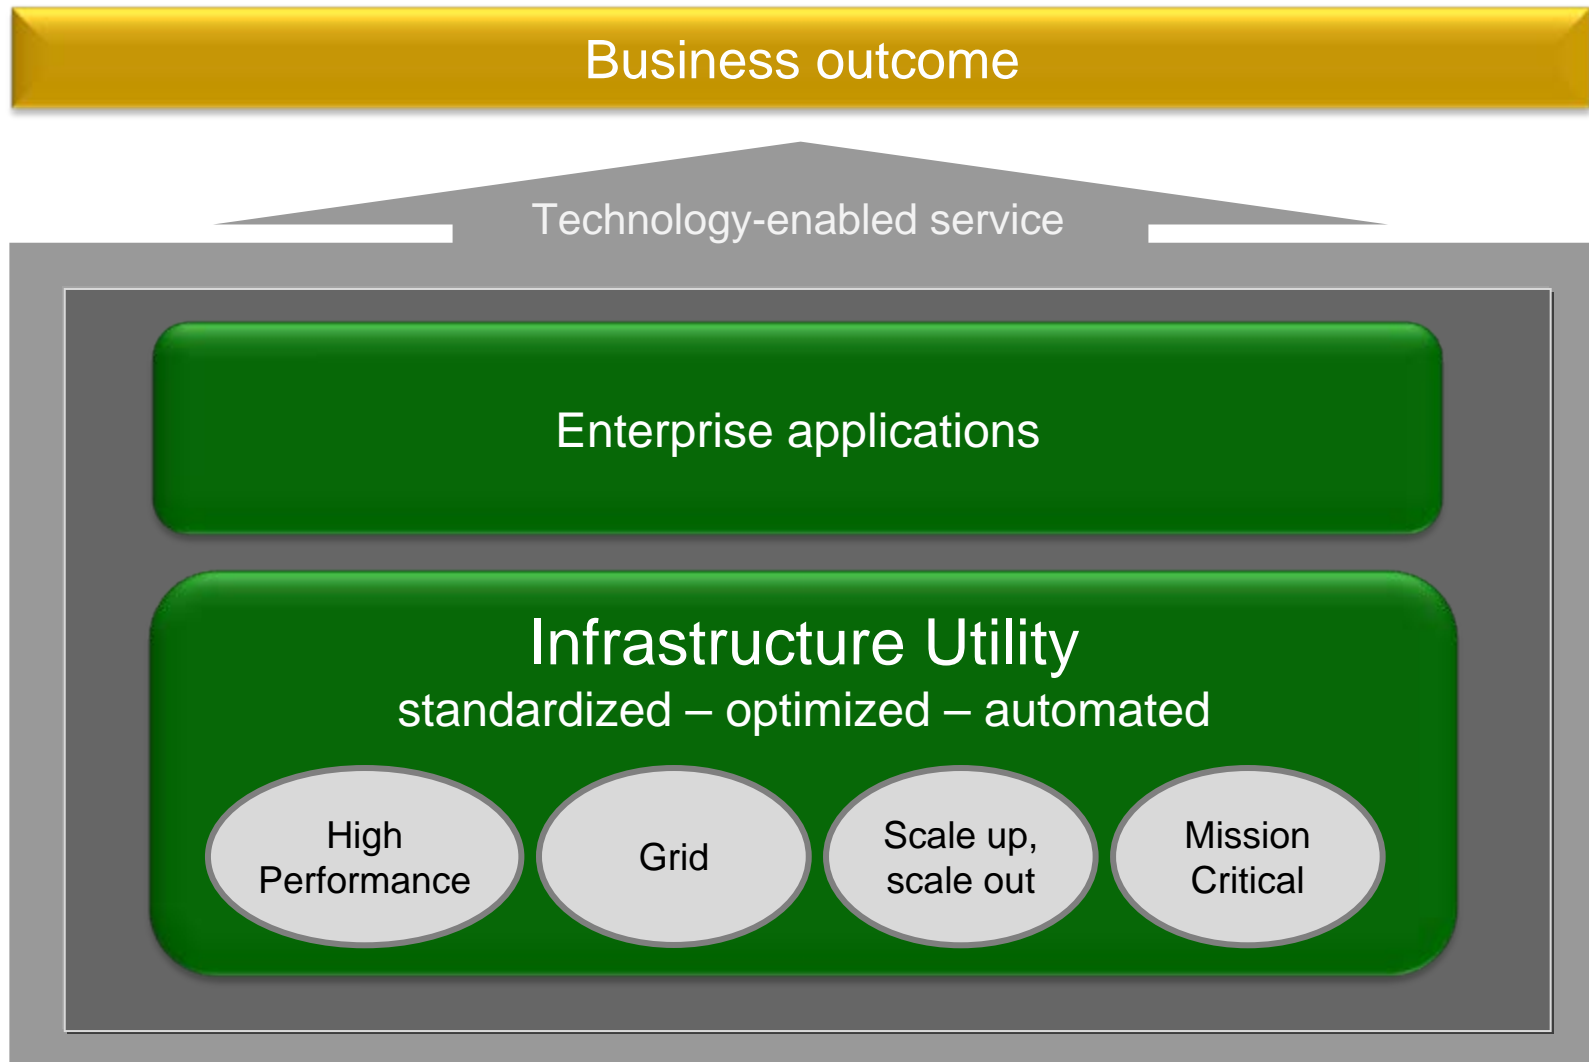 Business outcome
Technology-enabled service
Enterprise applications
Infrastructure Utility
standardized – optimized – automated
High
Performance
Grid
Scale up,
scale out
Mission
Critical